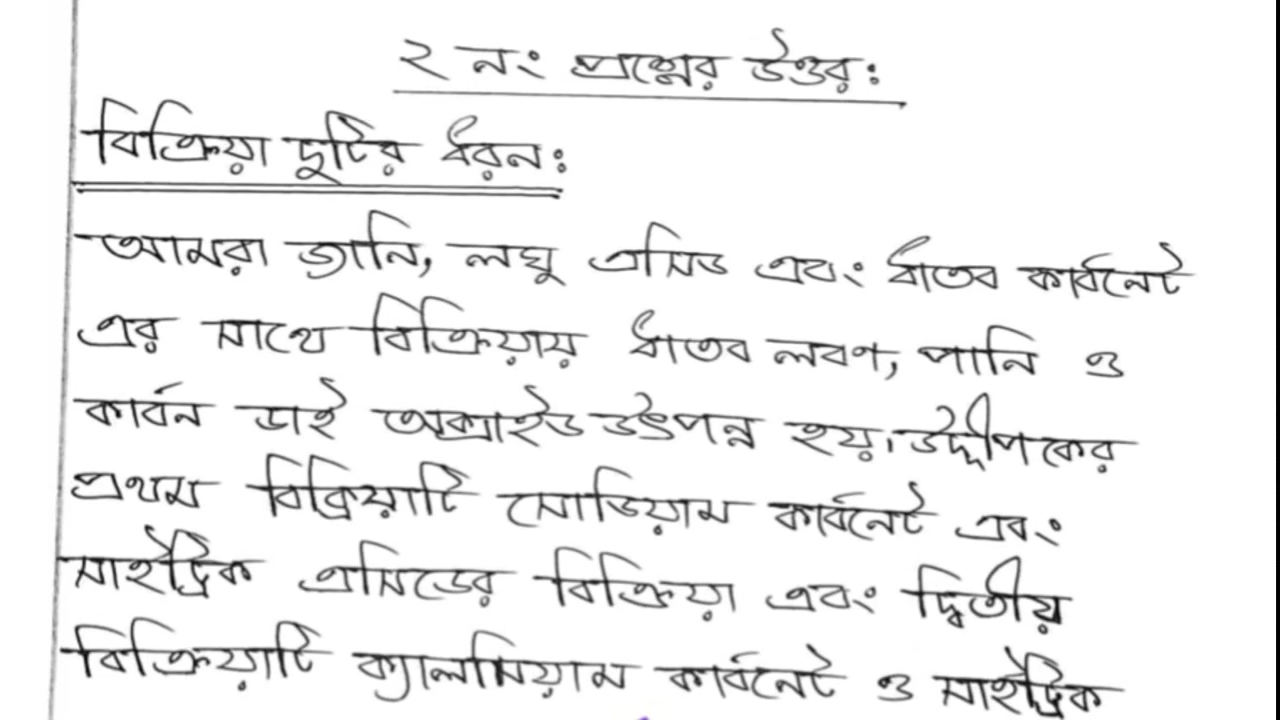 ২ নং প্রশ্নের উত্তর:
বিক্রিয়া দুটির ধরন:
আমরা জানি, লঘু এসিড এবং ধাতব কার্বনেট
এর সাথে বিক্রিয়ায় ধাতব লবণ, পানি ও
কার্বন ডাই অক্সাইড উৎপন্ন হয়। উদ্দীপকের
প্রথম বিক্রিয়াটি সোডিয়াম কার্বনেট এবং
সাইট্রিক এসিডের বিক্রিয়া এবং দ্বিতীয়
বিক্রিয়াটি ক্যালসিয়াম কার্বনেট ও সাইট্রিক